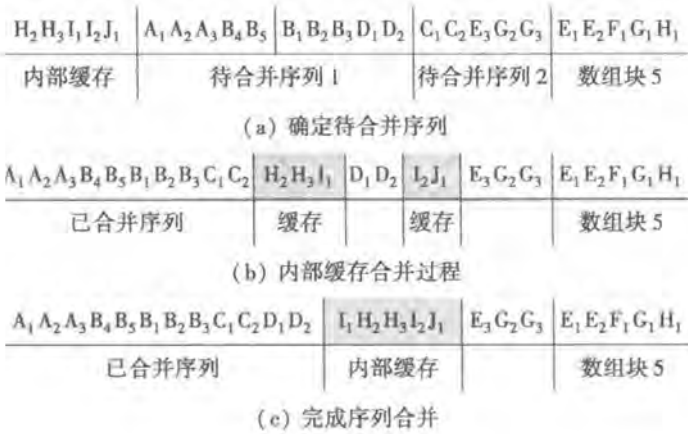 H₂H₃I₁I₂J₁ A₁A₂A₃B₄B₅ B₁B₂B₃D₁D₂ C₁C₂E₃G₂G₃ E₁E₂F₁G₁H₁
内部缓存 待合并序列1 待合并序列2 数组块5
(a) 确定待合并序列
A₁A₂A₃B₄B₅B₁B₂B₃C₁C₂ H₂H₃I₁ D₁D₂ I₂J₁ E₃G₂G₃ E₁E₂F₁G₁H₁
已合并序列 缓存 缓存 数组块5
(b) 内部缓存合并过程
A₁A₂A₃B₄B₅B₁B₂B₃C₁C₂D₁D₂ I₁H₂H₃I₂J₁ E₃G₂G₃ E₁E₂F₁G₁H₁
已合并序列 内部缓存 数组块5
(c) 完成序列合并